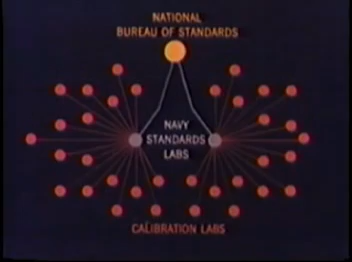 NATIONAL
BUREAU OF STANDARDS
NAVY
STANDARDS
LABS
CALIBRATION LABS